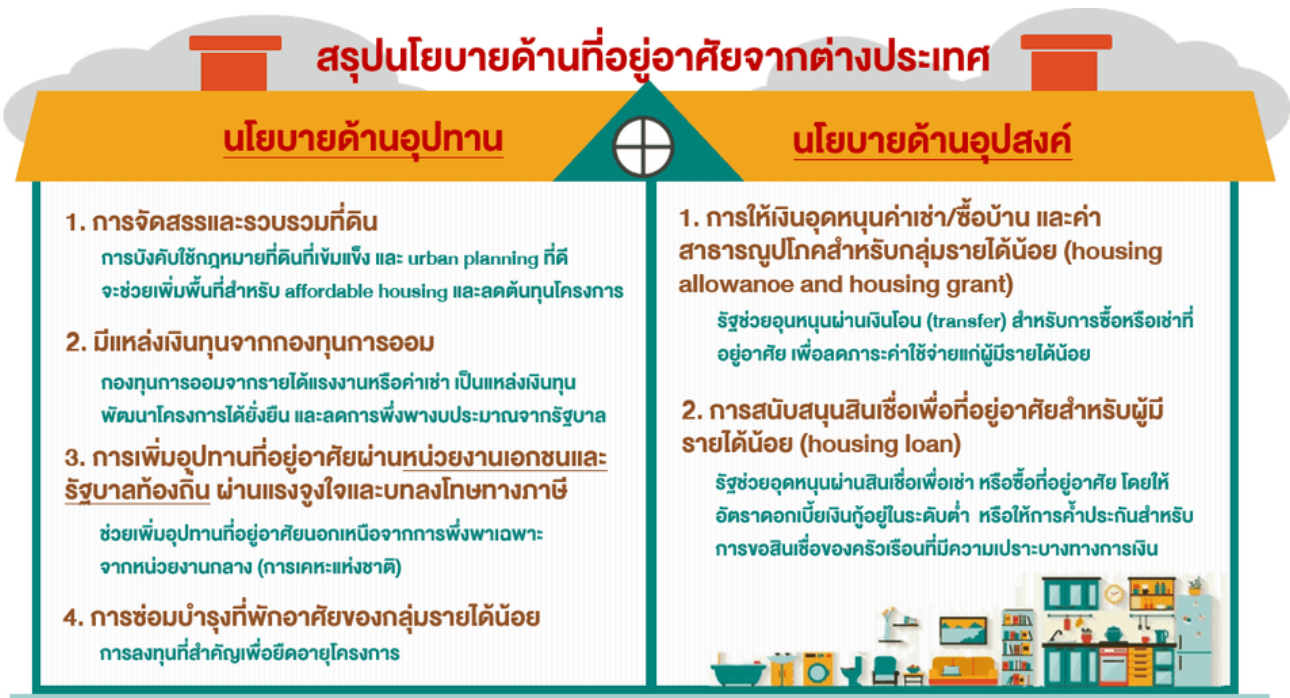 สรุปนโยบายด้านที่อยู่อาศัยจากต่างประเทศ
นโยบายด้านอุปทาน
1. การจัดสรรและรวบรวมที่ดิน
การบังคับใช้กฎหมายที่ดินที่เข้มแข็ง และ urban planning ที่ดี
จะช่วยเพิ่มพื้นที่สำหรับ affordable housing และลดต้นทุนโครงการ
2. มีแหล่งเงินทุนจากกองทุนการออม
กองทุนการออมจากรายได้แรงงานหรือค่าเช่า เป็นแหล่งเงินทุน
พัฒนาโครงการได้ยั่งยืน และลดการพึ่งพางบประมาณจากรัฐบาล
3. การเพิ่มอุปทานที่อยู่อาศัยผ่านหน่วยงานเอกชนและ
รัฐบาลท้องถิ่น ผ่านแรงจูงใจและบทลงโทษทางภาษี
ช่วยเพิ่มอุปทานที่อยู่อาศัยนอกเหนือจากการพึ่งพาเฉพาะ
จากหน่วยงานกลาง (การเคหะแห่งชาติ)
4. การซ่อมบำรุงที่พักอาศัยของกลุ่มรายได้น้อย
การลงทุนที่สำคัญเพื่อยืดอายุโครงการ
นโยบายด้านอุปสงค์
1. การให้เงินอุดหนุนค่าเช่า/ซื้อบ้าน และค่า
สาธารณูปโภคสำหรับกลุ่มรายได้น้อย (housing
allowanoe and housing grant)
รัฐช่วยอุนหนุนผ่านเงินโอน (transfer) สำหรับการซื้อหรือเช่าที่
อยู่อาศัย เพื่อลดภาระค่าใช้จ่ายแก่ผู้มีรายได้น้อย
2. การสนับสนุนสินเชื่อเพื่อที่อยู่อาศัยสำหรับผู้มี
รายได้น้อย (housing loan)
รัฐช่วยอุดหนุนผ่านสินเชื่อเพื่อเช่า หรือซื้อที่อยู่อาศัย โดยให้
อัตราดอกเบี้ยเงินกู้อยู่ในระดับต่ำ หรือให้การค้ำประกันสำหรับ
การขอสินเชื่อของครัวเรือนที่มีความเปราะบางทางการเงิน